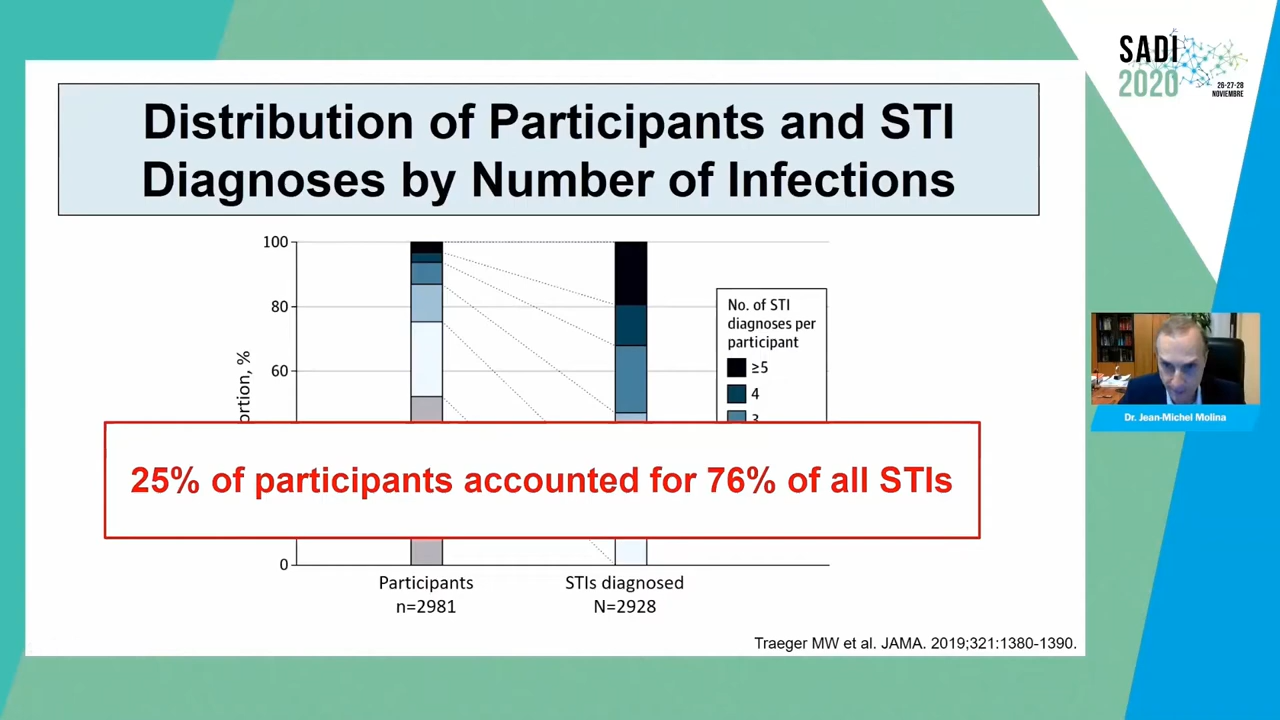 SADI
2020
26-27-28
NOVIEMBRE
Distribution of Participants and STI
Diagnoses by Number of Infections
100
80
60
0
ortion, %
No. of STI
diagnoses per
participant
≥5
4
3
25% of participants accounted for 76% of all STIs
Participants
n=2981
STIs diagnosed
N=2928
Traeger MW et al. JAMA. 2019;321:1380-1390.
Dr. Jean-Michel Molina